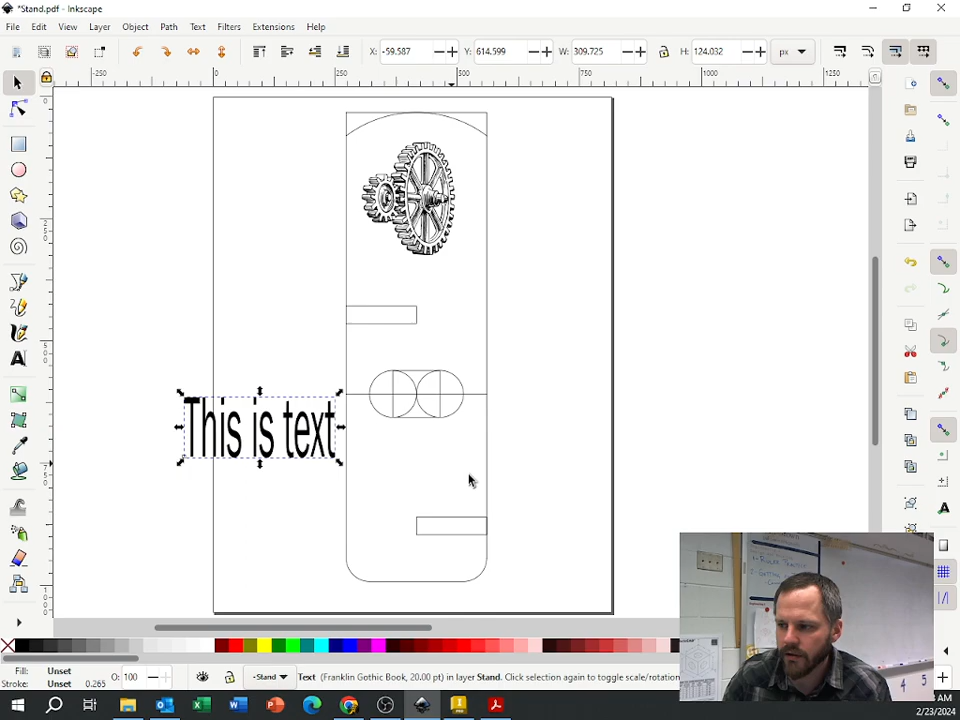 *Stand.pdf - Inkscape
File Edit View Layer Object Path Text Filters Extensions Help
X: -59.587 Y: 614.599 W: 309.725 H: 124.032 px
-250 0 250 500 750 1000 1250
This is text
Fill: Unset
Stroke: Unset 0.265 O: 100 -Stand Text (Franklin Gothic Book, 20.00 pt) in layer Stand. Click selection again to toggle scale/rotation
2/23/2024